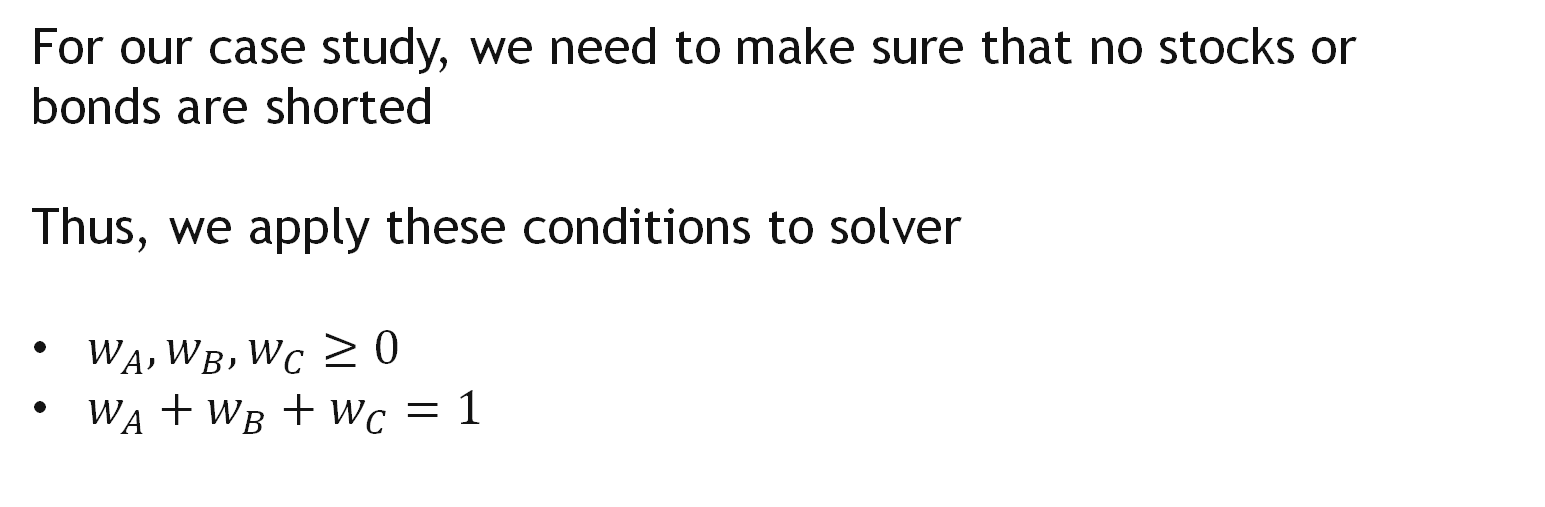 For our case study, we need to make sure that no stocks or
bonds are shorted
Thus, we apply these conditions to solver
• w_A, w_B, w_C ≥ 0
• w_A + w_B + w_C = 1